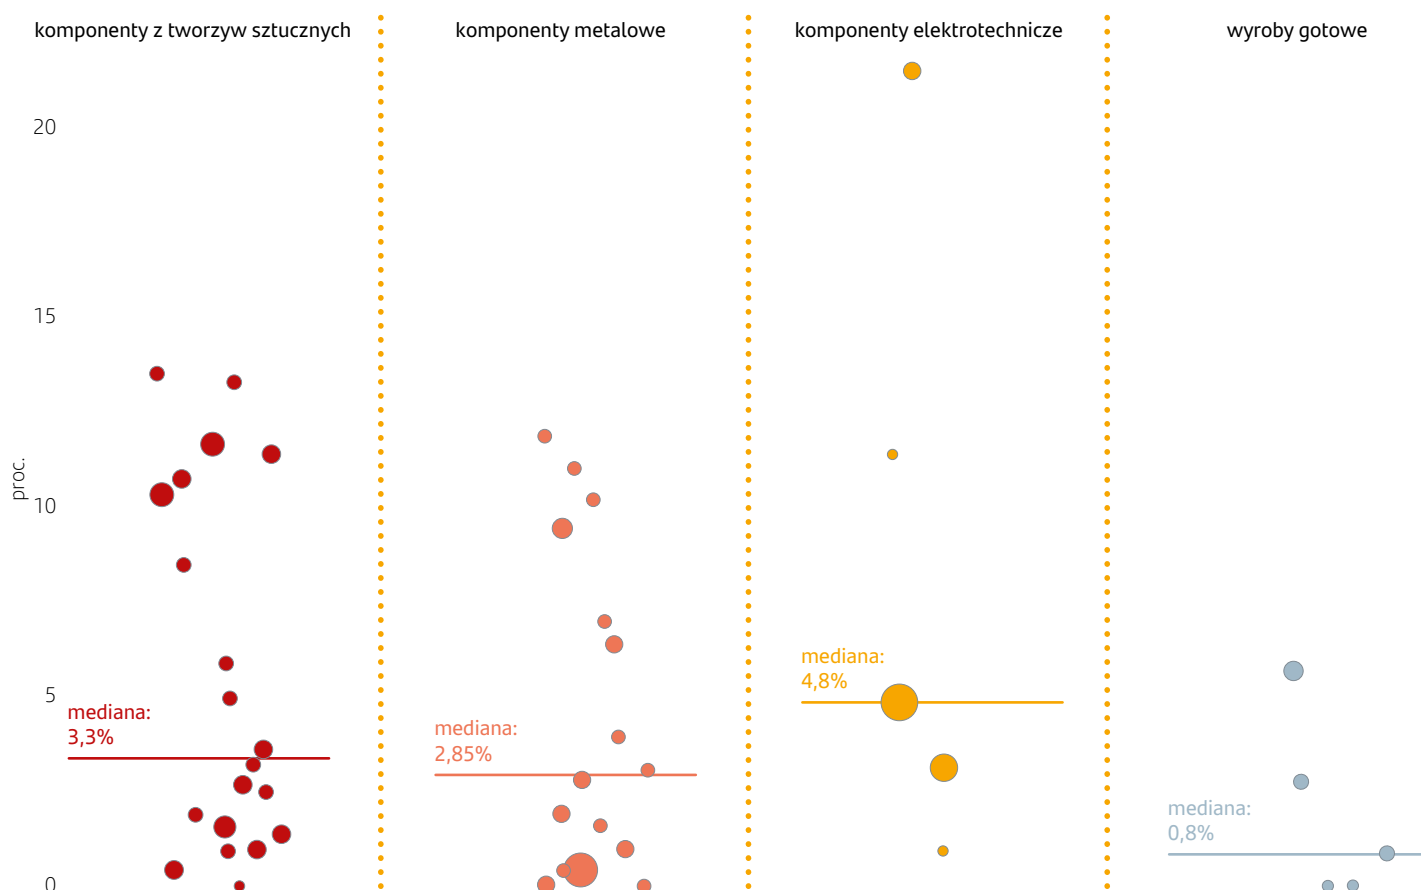 komponenty z tworzyw sztucznych
komponenty metalowe
komponenty elektrotechnicze
wyroby gotowe
20
15
proc.
10
5
0
mediana:
3,3%
mediana:
2,85%
mediana:
4,8%
mediana:
0,8%